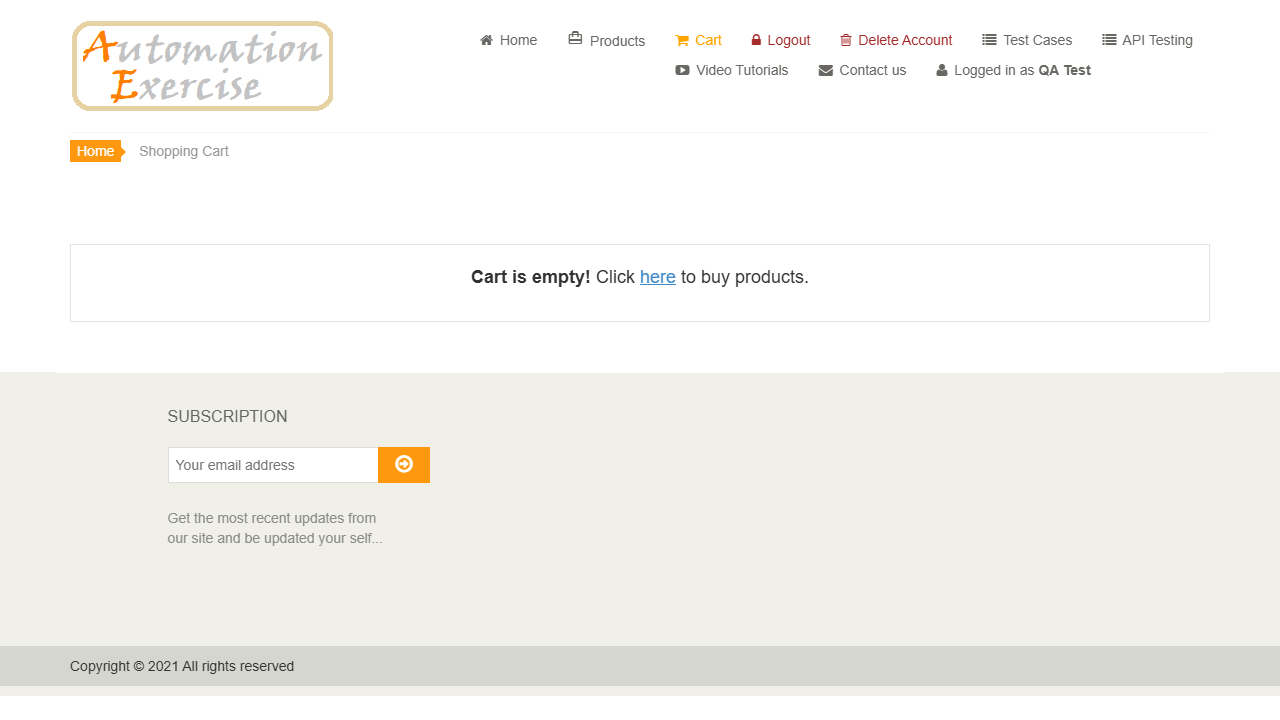 Automation
Exercise
Home Products Cart Logout Delete Account Test Cases API Testing
Video Tutorials Contact us Logged in as QA Test
Home Shopping Cart
Cart is empty! Click here to buy products.
SUBSCRIPTION
Your email address
Get the most recent updates from
our site and be updated your self...
Copyright © 2021 All rights reserved